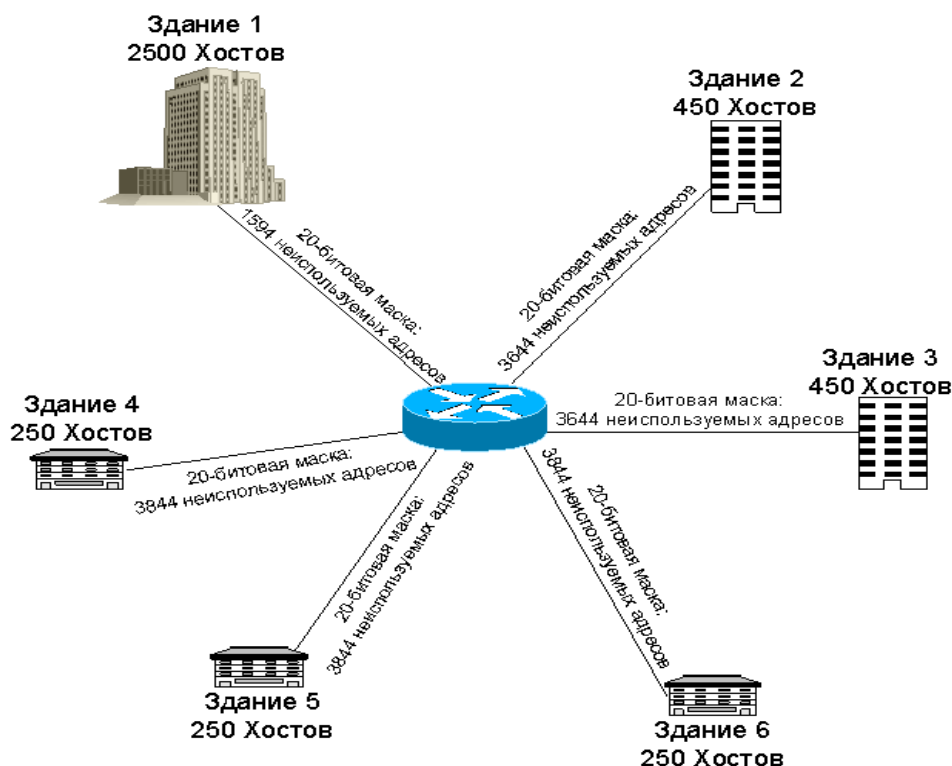 Здание 1
2500 Хостов
Здание 2
450 Хостов
20-битовая маска:
1594 неиспользуемых адресов
20-битовая маска:
3644 неиспользуемых адресов
Здание 3
450 Хостов
20-битовая маска:
3644 неиспользуемых адресов
Здание 4
250 Хостов
20-битовая маска:
3844 неиспользуемых адресов
20-битовая маска:
3844 неиспользуемых адресов
20-битовая маска:
3844 неиспользуемых адресов
Здание 5
250 Хостов
Здание 6
250 Хостов